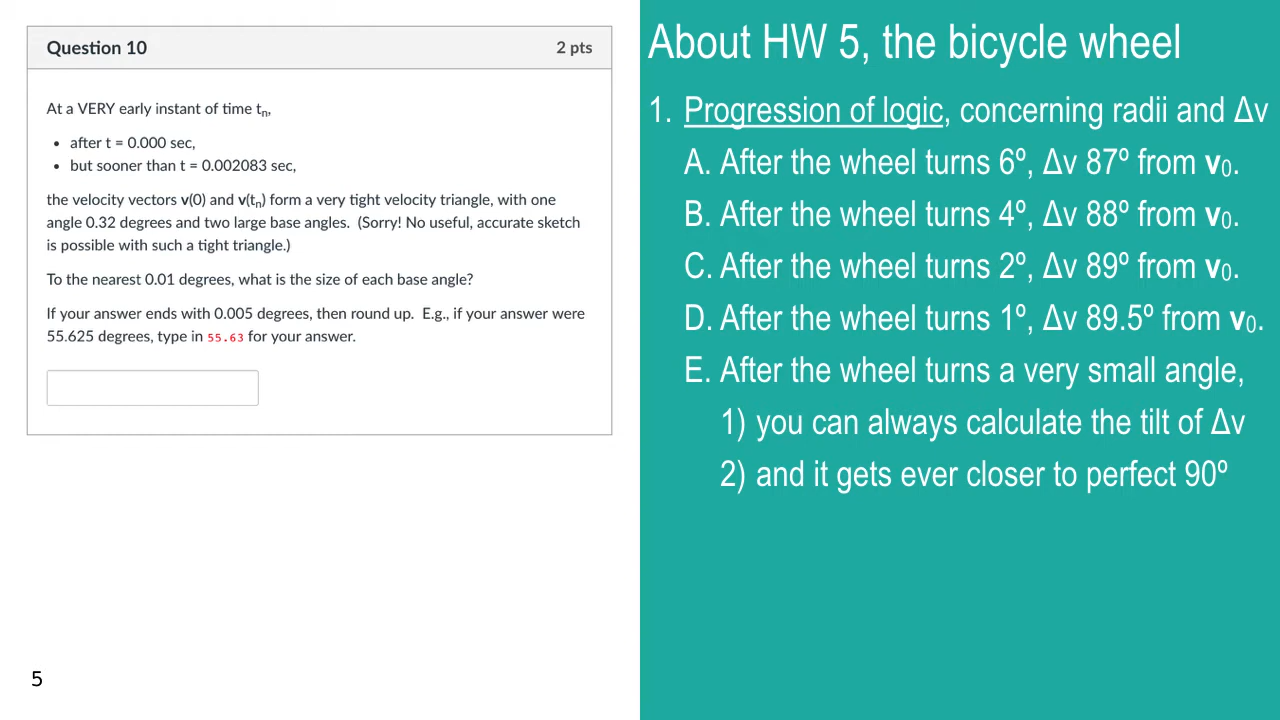 Question 10
2 pts
At a VERY early instant of time tn,
• after t = 0.000 sec,
• but sooner than t = 0.002083 sec,
the velocity vectors v(0) and v(tn) form a very tight velocity triangle, with one
angle 0.32 degrees and two large base angles. (Sorry! No useful, accurate sketch
is possible with such a tight triangle.)
To the nearest 0.01 degrees, what is the size of each base angle?
If your answer ends with 0.005 degrees, then round up. E.g., if your answer were
55.625 degrees, type in 55.63 for your answer.
5
About HW 5, the bicycle wheel
1. Progression of logic, concerning radii and Δv
A. After the wheel turns 6º, Δv 87º from v0.
B. After the wheel turns 4º, Δv 88º from v0.
C. After the wheel turns 2º, Δv 89º from v0.
D. After the wheel turns 1º, Δv 89.5º from v0.
E. After the wheel turns a very small angle,
1) you can always calculate the tilt of Δv
2) and it gets ever closer to perfect 90º